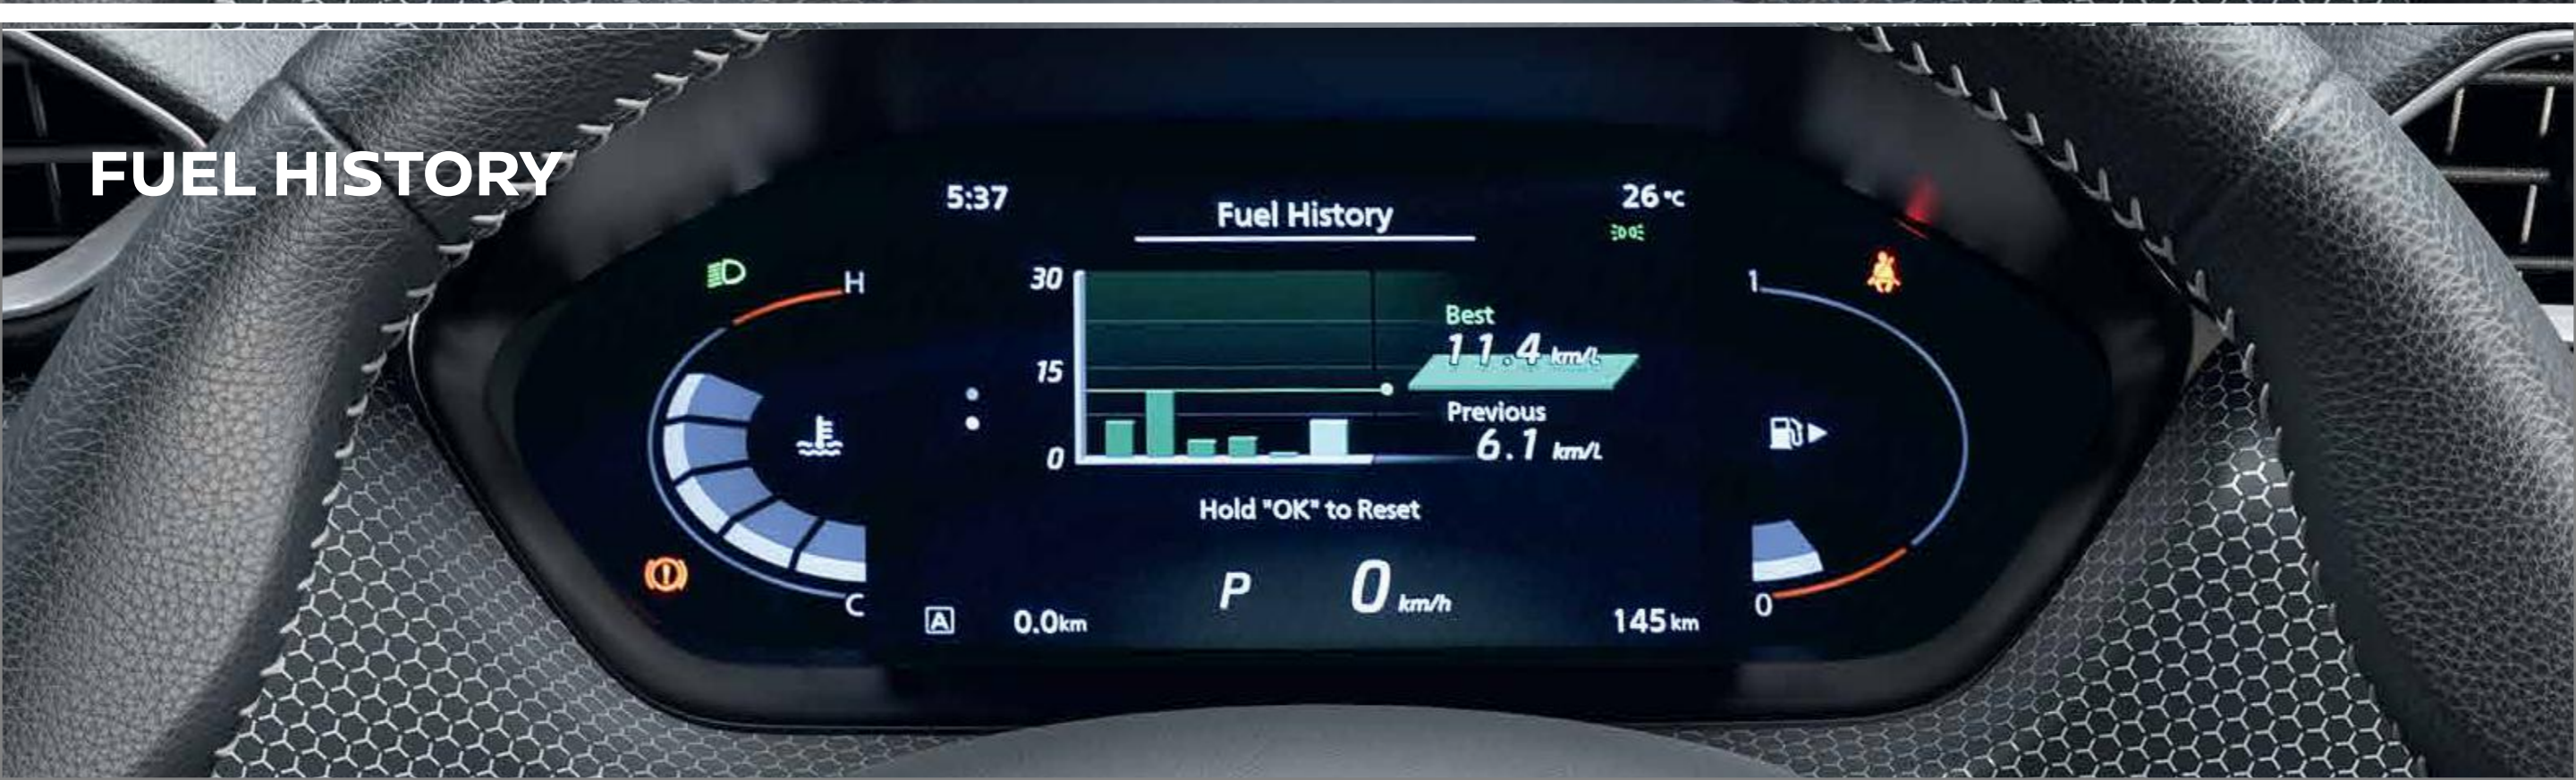 FUEL HISTORY
5:37
Fuel History
26 °C
H
30
15
0
Best
11.4 km/L
Previous
6.1 km/L
1
Hold "OK" to Reset
C
P 0 km/h
0
A 0.0km
145 km